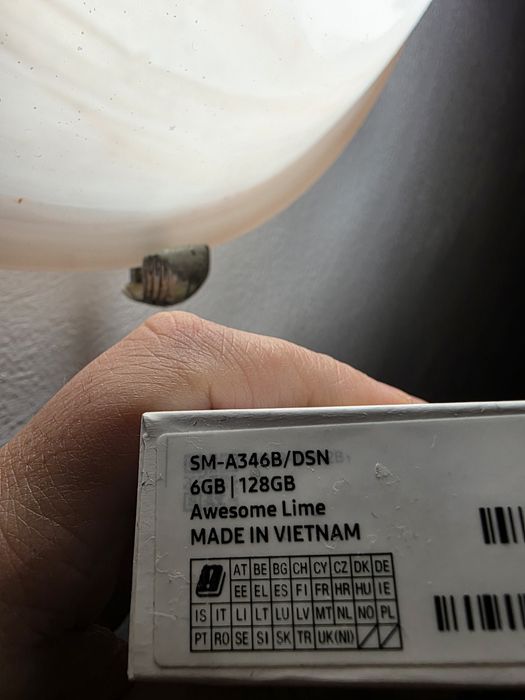 SM-A346B/DSN
6GB | 128GB
Awesome Lime
MADE IN VIETNAM
AT BE BG CH CY CZ DK DE
EE EL ES FI FR HR HU IE
IS IT LI LT LU LV MT NL NO PL
PT RO SE SI SK TR UK(NI)